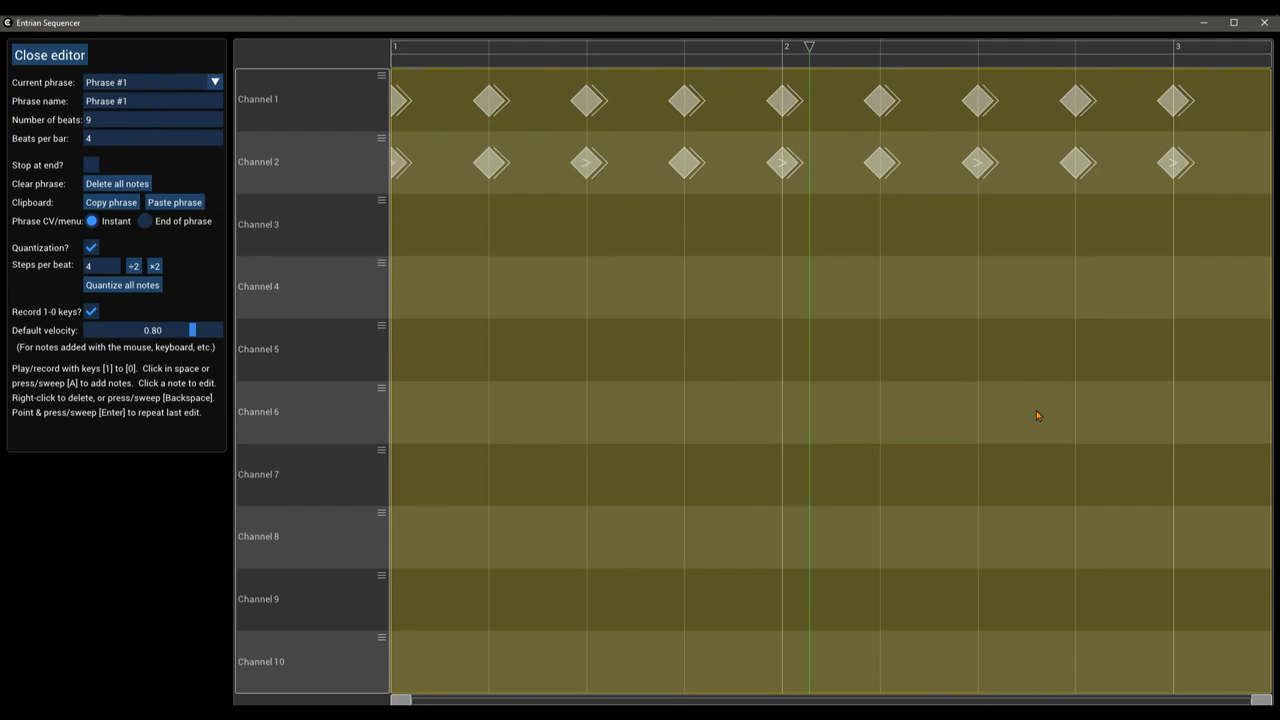 Entrian Sequencer
Close editor
Current phrase: Phrase #1
Phrase name: Phrase #1
Number of beats: 9
Beats per bar: 4
Stop at end?
Clear phrase: Delete all notes
Clipboard: Copy phrase Paste phrase
Phrase CV/menu: Instant End of phrase
Quantization?
Steps per beat: 4 ÷2 ×2
Quantize all notes
Record 1-0 keys?
Default velocity: 0.80
(For notes added with the mouse, keyboard, etc.)
Play/record with keys [1] to [0]. Click in space or
press/sweep [A] to add notes. Click a note to edit.
Right-click to delete, or press/sweep [Backspace].
Point & press/sweep [Enter] to repeat last edit.
1 2 3
Channel 1
Channel 2
Channel 3
Channel 4
Channel 5
Channel 6
Channel 7
Channel 8
Channel 9
Channel 10